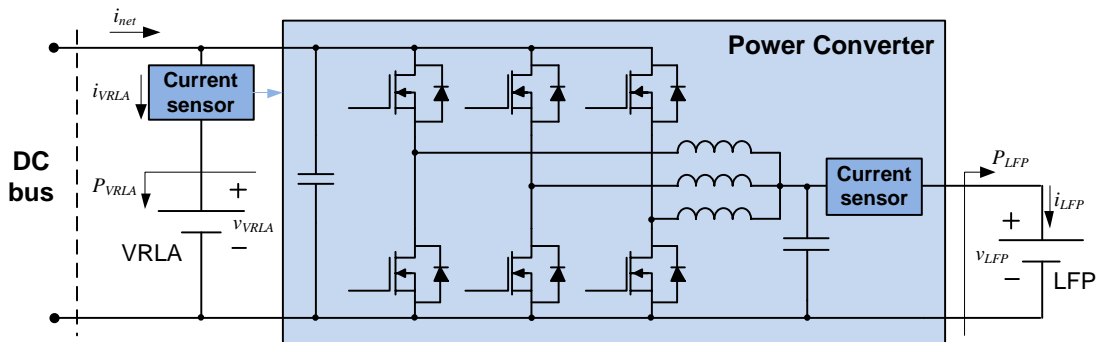 i_net
Power Converter
Current
sensor
i_VRLA
DC
bus
P_VRLA
+
v_VRLA
−
VRLA
Current
sensor
P_LFP
i_LFP
+
v_LFP
−
LFP